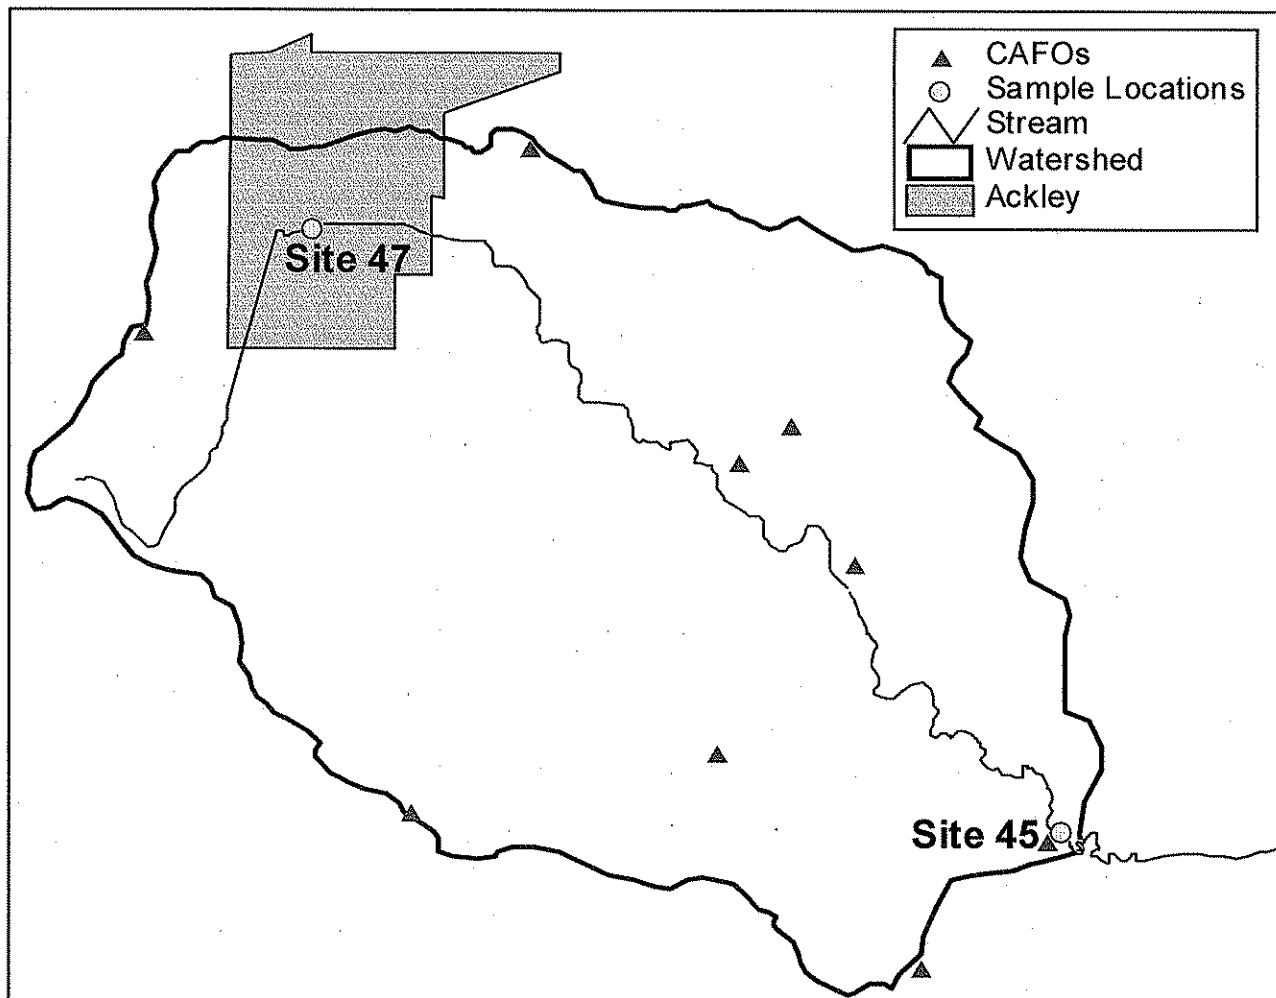 CAFOs
Sample Locations
Stream
Watershed
Ackley
Site 47
Site 45